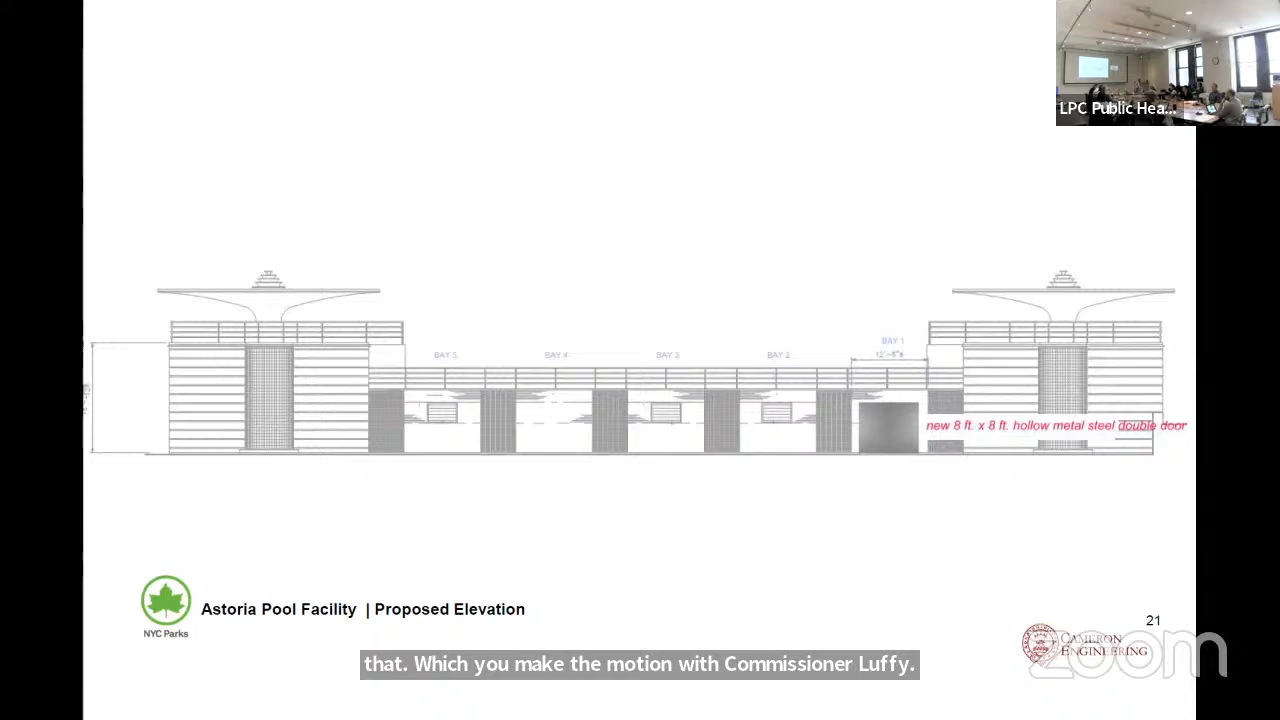 LPC Public Hea...
BAY 5
BAY 4
BAY 3
BAY 2
BAY 1
new 8 ft. x 8 ft. hollow metal steel double door
Astoria Pool Facility | Proposed Elevation
NYC Parks
21
CAMERON
ENGINEERING
zoom
that. Which you make the motion with Commissioner Luffy.